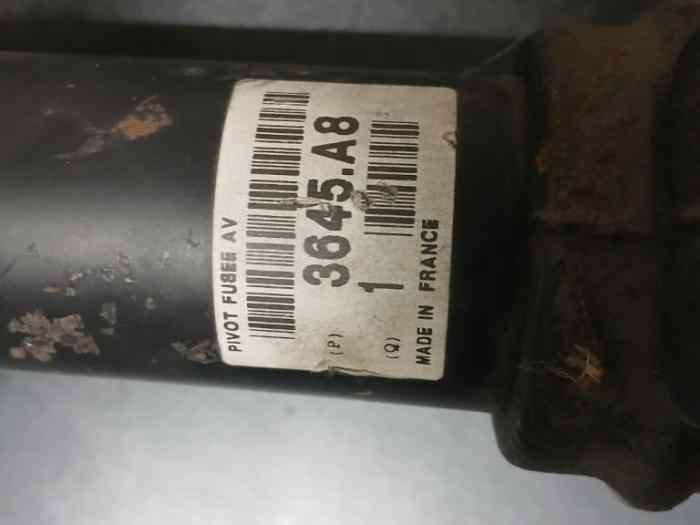 PIVOT FUSEE AV
(P) 3645.A8
(Q) 1
MADE IN FRANCE